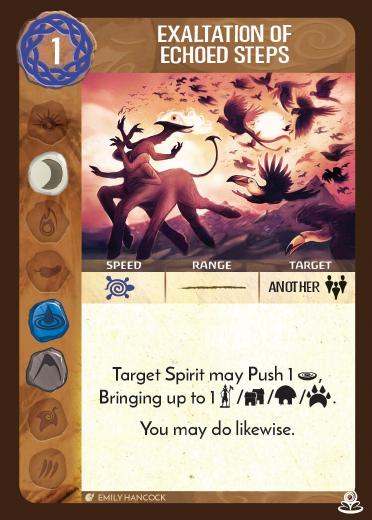 1
EXALTATION OF
ECHOED STEPS
SPEED RANGE TARGET
ANOTHER
Target Spirit may Push 1 ,
Bringing up to 1 / / / .
You may do likewise.
EMILY HANCOCK